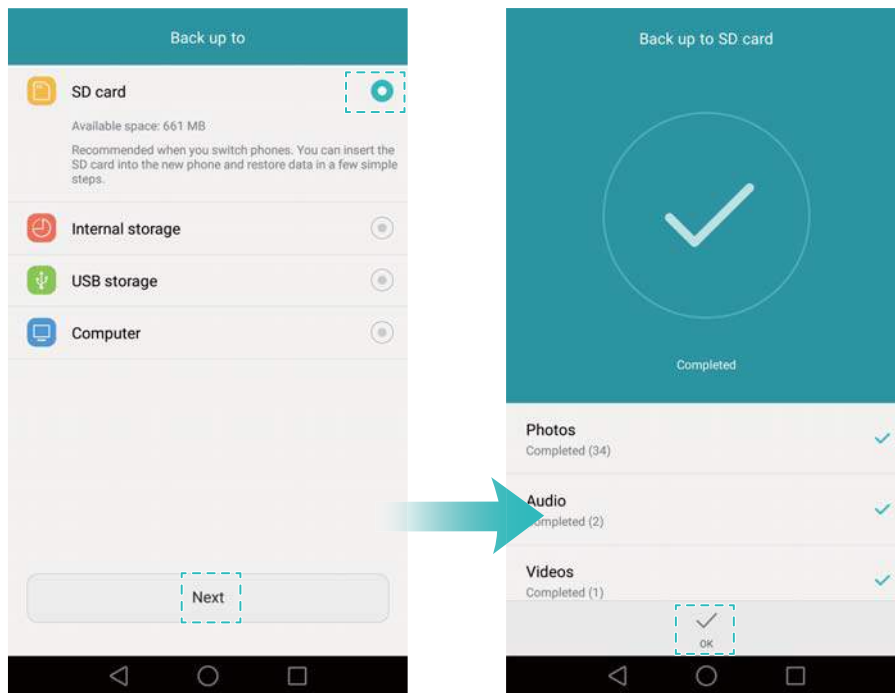 Back up to
SD card
Available space: 661 MB
Recommended when you switch phones. You can insert the
SD card into the new phone and restore data in a few simple
steps.
Internal storage
USB storage
Computer
Next
Back up to SD card
Completed
Photos
Completed (34)
Audio
Completed (2)
Videos
Completed (1)
OK